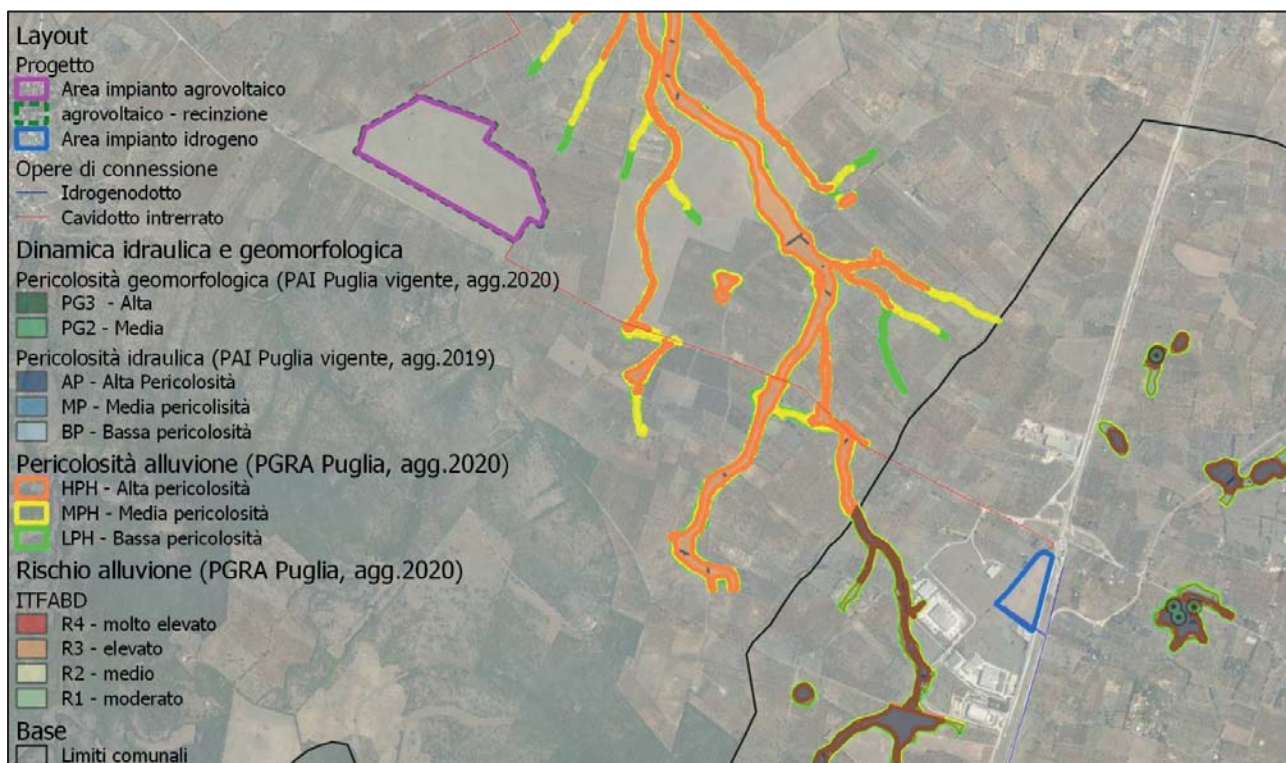 Layout
Progetto
Area impianto agrovoltaico
agrovoltaico - recinzione
Area impianto idrogeno
Opere di connessione
Idrogenodotto
Cavidotto intrerrato
Dinamica idraulica e geomorfologica
Pericolosità geomorfologica (PAI Puglia vigente, agg.2020)
PG3 - Alta
PG2 - Media
Pericolosità idraulica (PAI Puglia vigente, agg.2019)
AP - Alta Pericolosità
MP - Media pericolisità
BP - Bassa pericolosità
Pericolosità alluvione (PGRA Puglia, agg.2020)
HPH - Alta pericolosità
MPH - Media pericolosità
LPH - Bassa pericolosità
Rischio alluvione (PGRA Puglia, agg.2020)
ITFABD
R4 - molto elevato
R3 - elevato
R2 - medio
R1 - moderato
Base
Limiti comunali